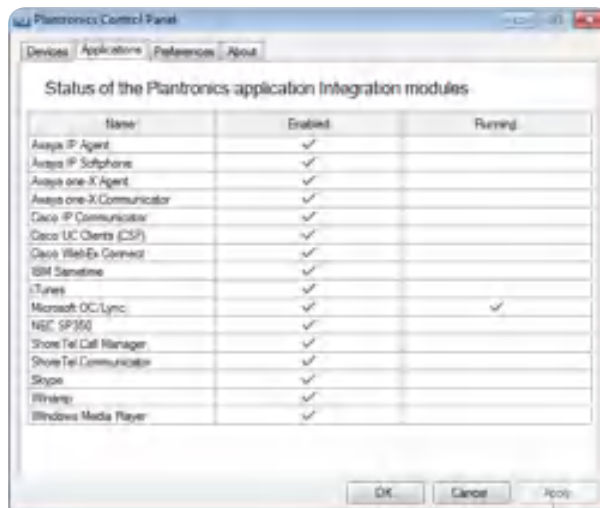 Plantronics Control Panel
Devices Applications Preferences About
Status of the Plantronics application Integration modules
Name Enabled Running
Avaya IP Agent ✓
Avaya IP Softphone ✓
Avaya one-X Agent ✓
Avaya one-X Communicator ✓
Cisco IP Communicator ✓
Cisco UC Clients (CSF) ✓
Cisco WebEx Connect ✓
IBM Sametime ✓
iTunes ✓
Microsoft OC/Lync ✓ ✓
NEC SP350 ✓
ShoreTel Call Manager ✓
ShoreTel Communicator ✓
Skype ✓
Winamp ✓
Windows Media Player ✓
OK Cancel Apply